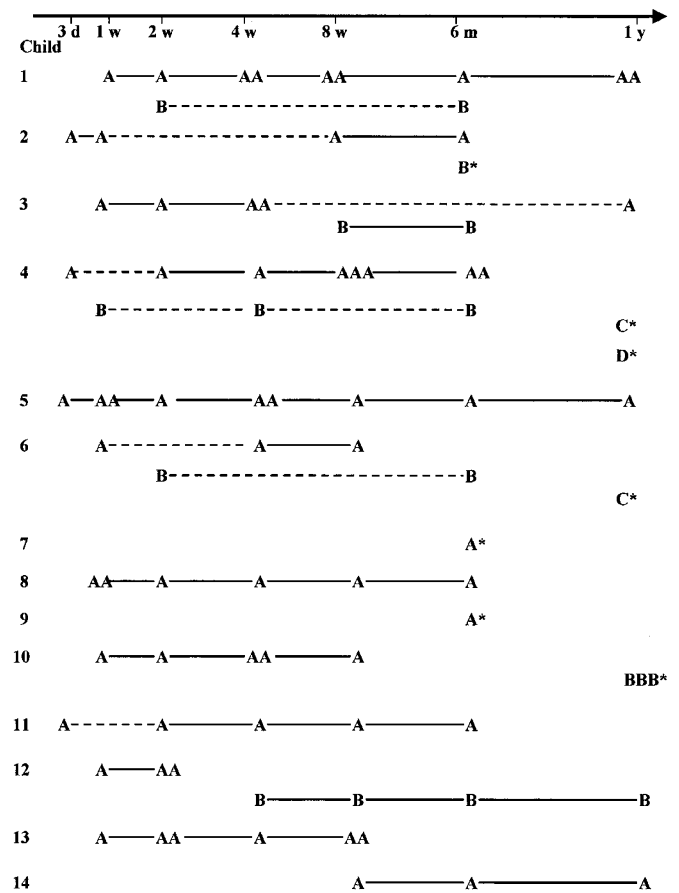 3 d 1 w 2 w 4 w 8 w 6 m 1 y
Child
1 A A AA AA A AA
B B
2 A A A A
B*
3 A A AA A
B B
4 A A A AAA AA
B B B
C*
D*
5 A AA A AA A A A
6 A A A
B B
C*
7 A*
8 AA A A A A
9 A*
10 A A AA A
BBB*
11 A A A A A
12 A AA
B B B B
13 A AA A AA
14 A A A